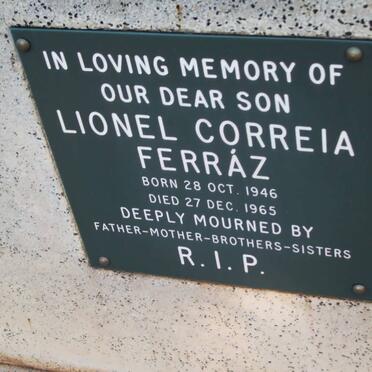 IN LOVING MEMORY OF
OUR DEAR SON
LIONEL CORREIA
FERRÁZ
BORN 28 OCT. 1946
DIED 27 DEC. 1965
DEEPLY MOURNED BY
FATHER-MOTHER-BROTHERS-SISTERS
R.I.P.